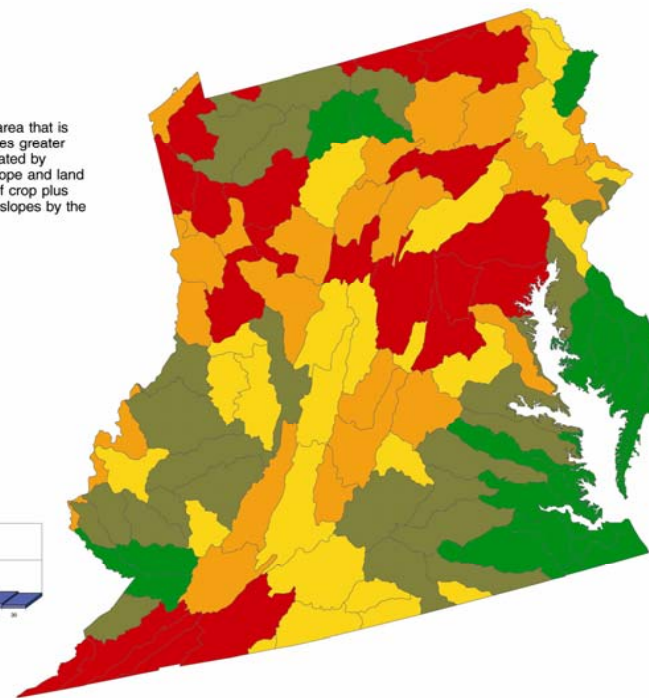 area that is
es greater
ated by
ope and land
f crop plus
slopes by the